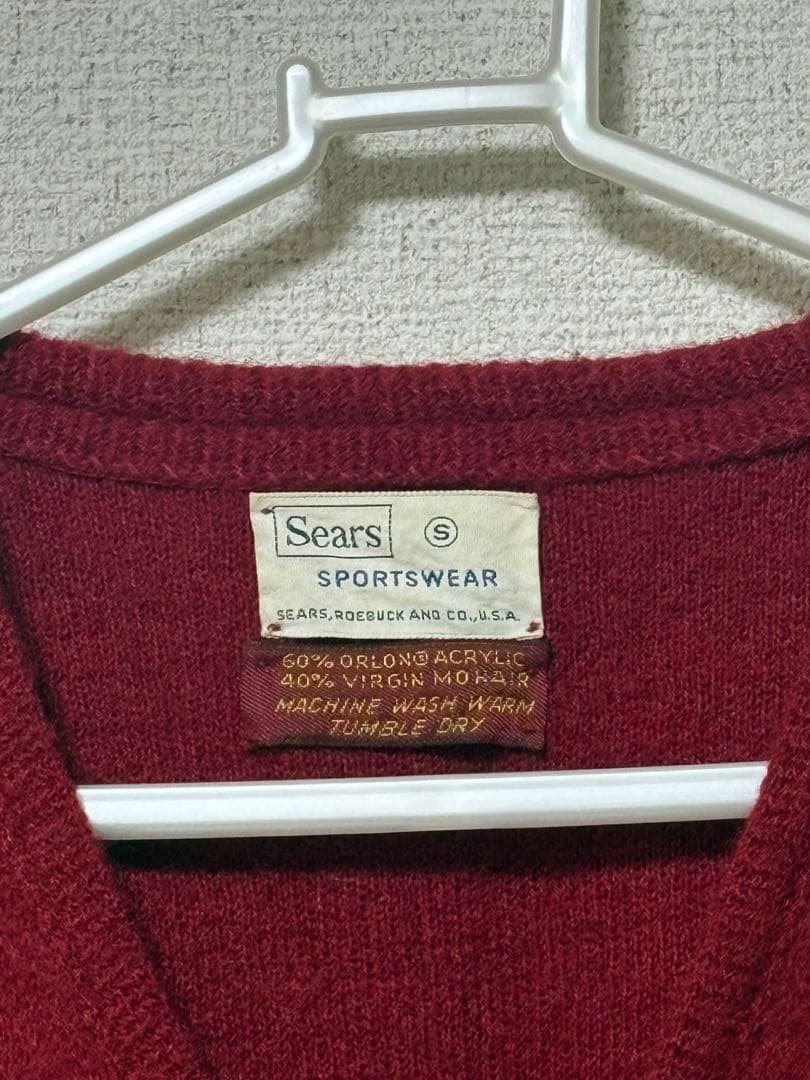 Sears S
SPORTSWEAR
SEARS, ROEBUCK AND CO., U.S.A.
60% ORLON® ACRYLIC
40% VIRGIN MOHAIR
MACHINE WASH WARM
TUMBLE DRY